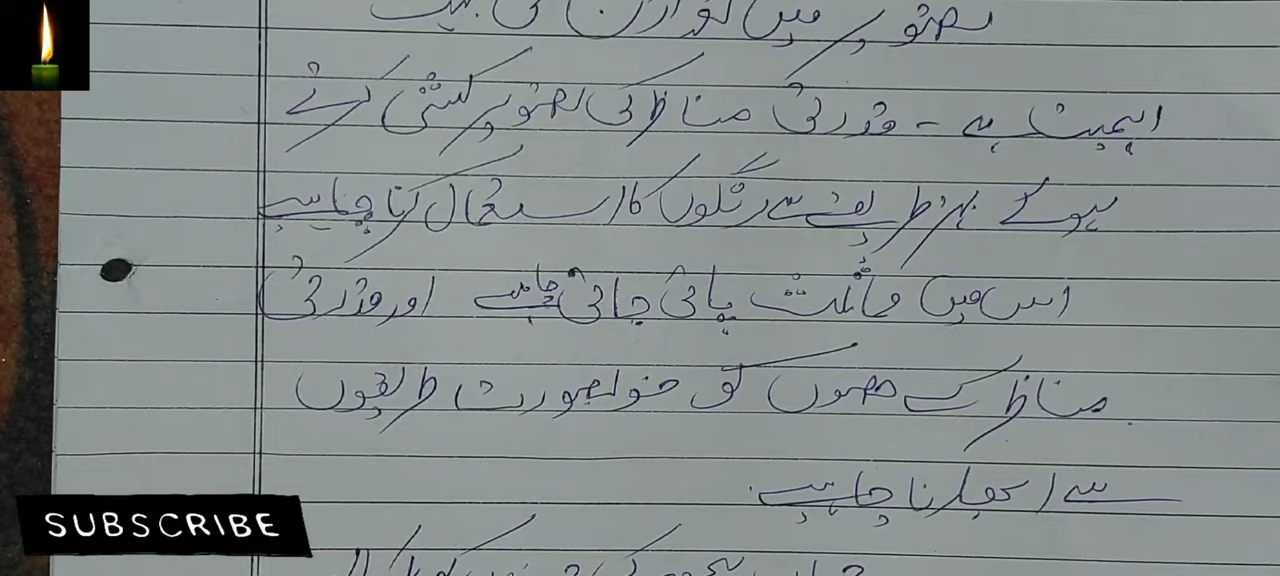 تصویر میں توازن کی بہت
اہمیت ہے - قدرتی مناظر کی تصویر کشی کرتے
ہوئے بہتر طریقے سے رنگوں کا استعمال کرنا چاہیے
اس میں مماثلت پائی جانی چاہیے اور قدرتی
مناظر کے حصوں کو خوبصورت طریقوں
سے ابھارنا چاہیے
SUBSCRIBE